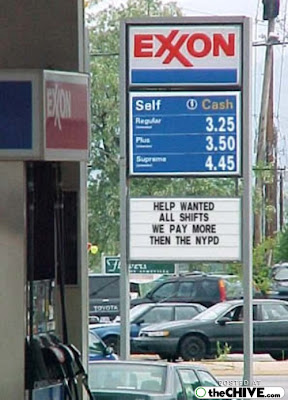 EXXON
EXXON
Self Cash
Regular 3.25
Plus 3.50
Supreme 4.45
HELP WANTED
ALL SHIFTS
WE PAY MORE
THEN THE NYPD
TOYOTA
POSTED AT
theCHIVE.com